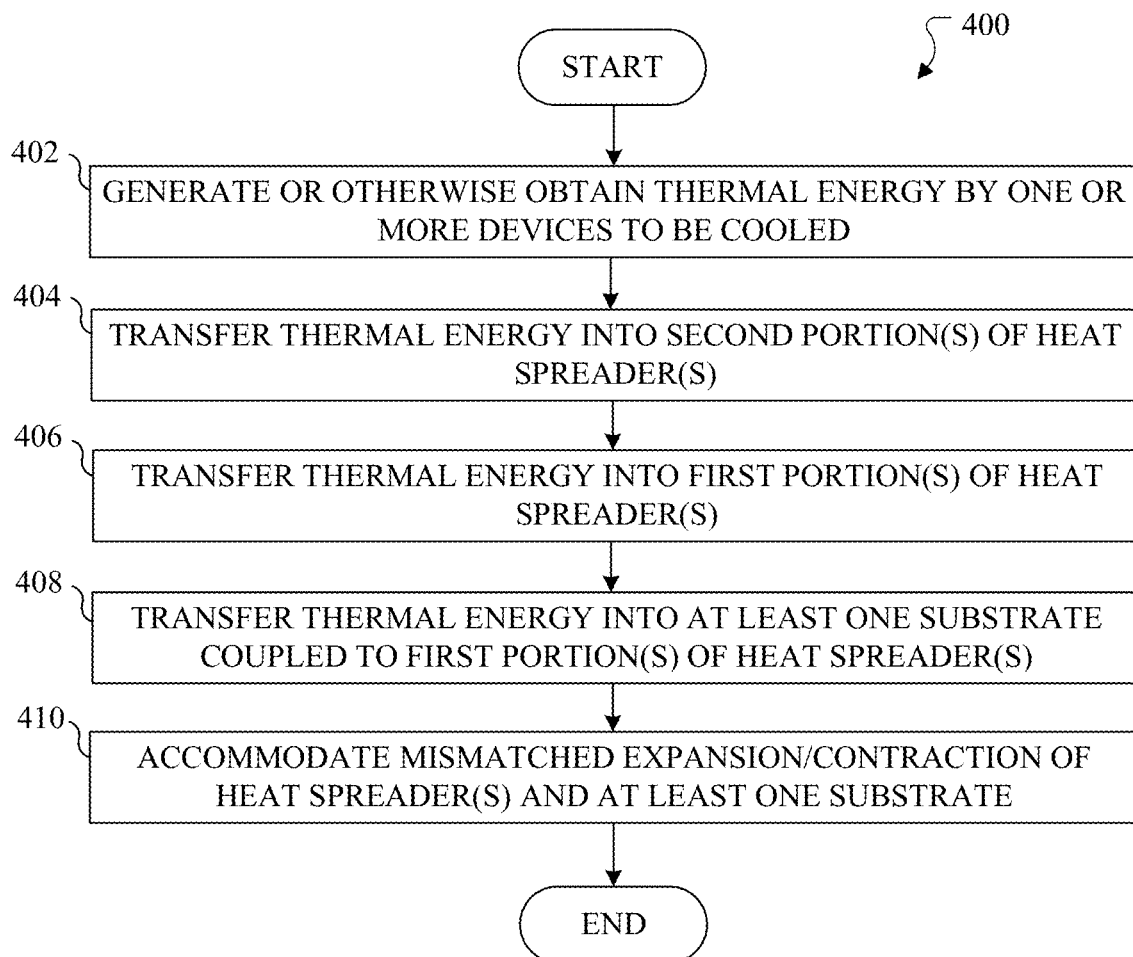 400
START
402
GENERATE OR OTHERWISE OBTAIN THERMAL ENERGY BY ONE OR
MORE DEVICES TO BE COOLED
404
TRANSFER THERMAL ENERGY INTO SECOND PORTION(S) OF HEAT
SPREADER(S)
406
TRANSFER THERMAL ENERGY INTO FIRST PORTION(S) OF HEAT
SPREADER(S)
408
TRANSFER THERMAL ENERGY INTO AT LEAST ONE SUBSTRATE
COUPLED TO FIRST PORTION(S) OF HEAT SPREADER(S)
410
ACCOMMODATE MISMATCHED EXPANSION/CONTRACTION OF
HEAT SPREADER(S) AND AT LEAST ONE SUBSTRATE
END